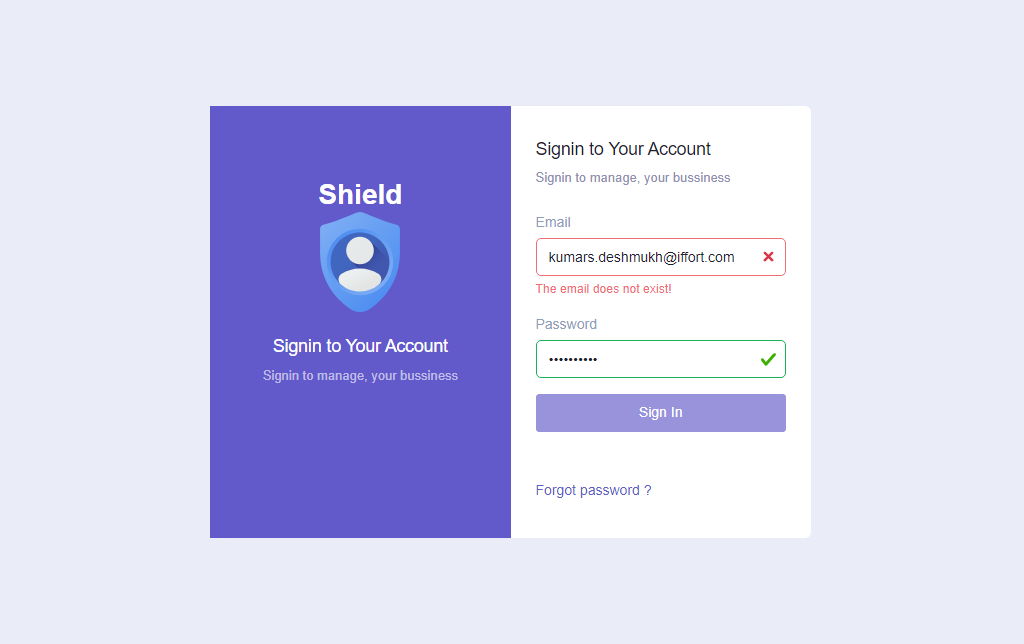 Shield
Signin to Your Account
Signin to manage, your bussiness
Signin to Your Account
Signin to manage, your bussiness
Email
kumars.deshmukh@iffort.com
The email does not exist!
Password
••••••••••
Sign In
Forgot password ?